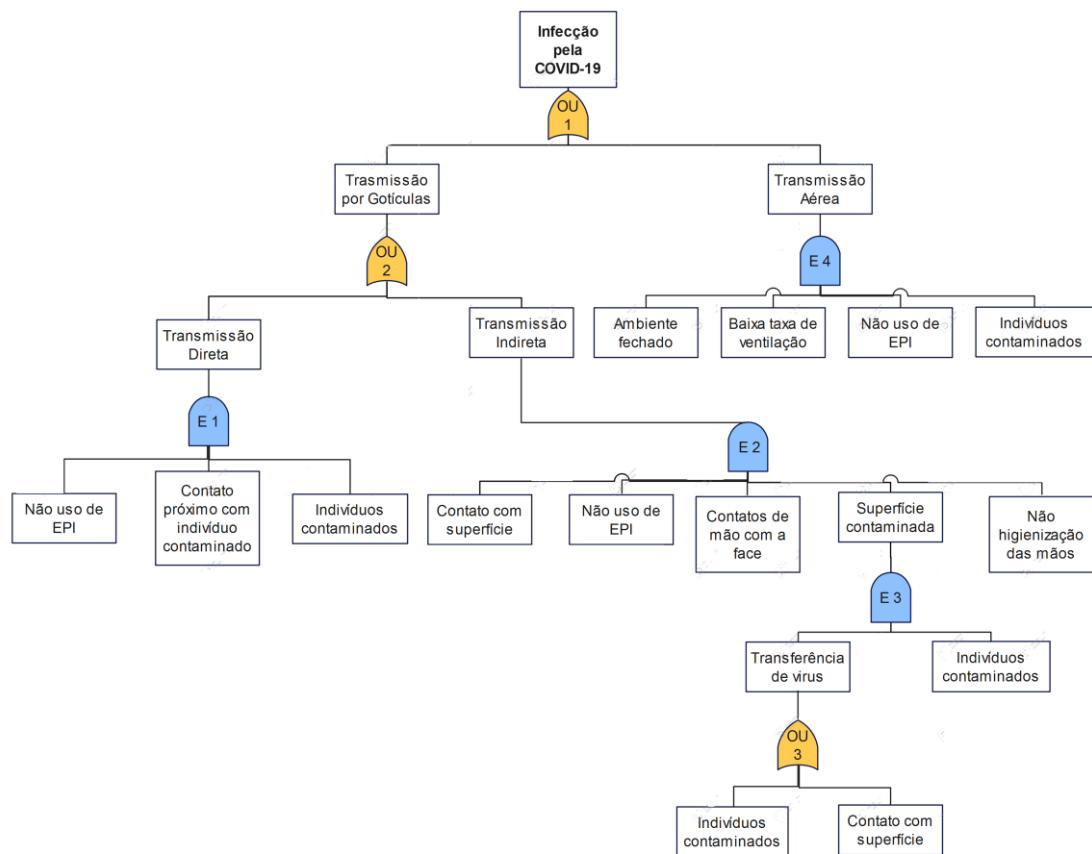 Infecção
pela
COVID-19
OU
1
Trasmissão
por Gotículas
Transmissão
Aérea
OU
2
E 4
Transmissão
Direta
Transmissão
Indireta
Ambiente
fechado
Baixa taxa de
ventilação
Não uso de
EPI
Indivíduos
contaminados
E 1
E 2
Não uso de
EPI
Contato
próximo com
indivíduo
contaminado
Indivíduos
contaminados
Contato com
superfície
Não uso de
EPI
Contatos de
mão com a
face
Superfície
contaminada
Não
higienização
das mãos
E 3
Transferência
de virus
Indivíduos
contaminados
OU
3
Indivíduos
contaminados
Contato com
superfície